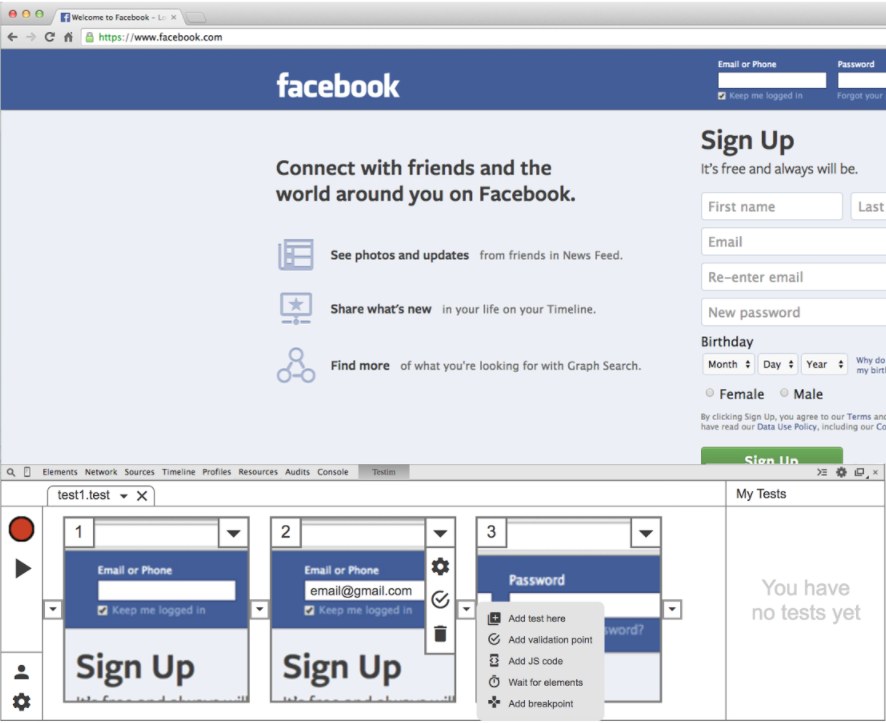 Welcome to Facebook - L
https://www.facebook.com
facebook
Email or Phone
Password
Keep me logged in
Forgot your
Sign Up
It's free and always will be.
Connect with friends and the
world around you on Facebook.
First name
Last
Email
See photos and updates from friends in News Feed.
Re-enter email
Share what's new in your life on your Timeline.
New password
Birthday
Find more of what you're looking for with Graph Search.
Month
Day
Year
Why do
my birt
Female
Male
By clicking Sign Up, you agree to our Terms and
have read our Data Use Policy, including our Co
Sign Up
Elements Network Sources Timeline Profiles Resources Audits Console Testim
test1.test
My Tests
1
2
3
Email or Phone
Keep me logged in
Sign Up
Email or Phone
email@gmail.com
Keep me logged in
Sign Up
Password
sword?
Add test here
Add validation point
Add JS code
Wait for elements
Add breakpoint
You have
no tests yet